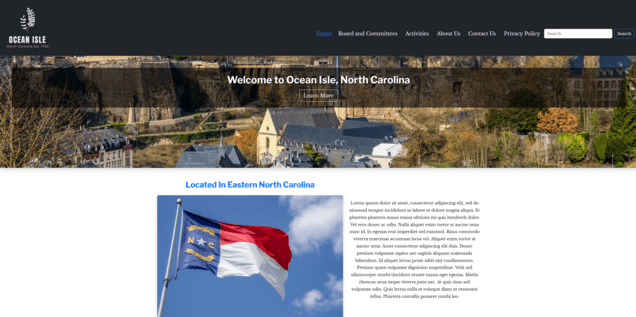 OCEAN ISLE
North Carolina Est. 1765
Home Board and Committees Activities About Us Contact Us Privacy Policy Search Search
Welcome to Ocean Isle, North Carolina
Learn More
Located In Eastern North Carolina
N C
Lorem ipsum dolor sit amet, consectetur adipiscing elit, sed do
eiusmod tempor incididunt ut labore et dolore magna aliqua. Et
pharetra pharetra massa massa ultricies mi quis hendrerit dolor.
Vel eros donec ac odio. Nulla aliquet enim tortor at auctor urna
nunc id. In egestas erat imperdiet sed euismod. Risus commodo
viverra maecenas accumsan lacus vel. Aliquet enim tortor at
auctor urna. Amet consectetur adipiscing elit duis. Donec
pretium vulputate sapien nec sagittis aliquam malesuada
bibendum. Id aliquet lectus proin nibh nisl condimentum.
Pretium quam vulputate dignissim suspendisse. Velit sed
ullamcorper morbi tincidunt ornare massa eget egestas. Mattis
rhoncus urna neque viverra justo nec. At quis risus sed
vulputate odio. Quis lectus nulla at volutpat diam ut venenatis
tellus. Pharetra convallis posuere morbi leo.